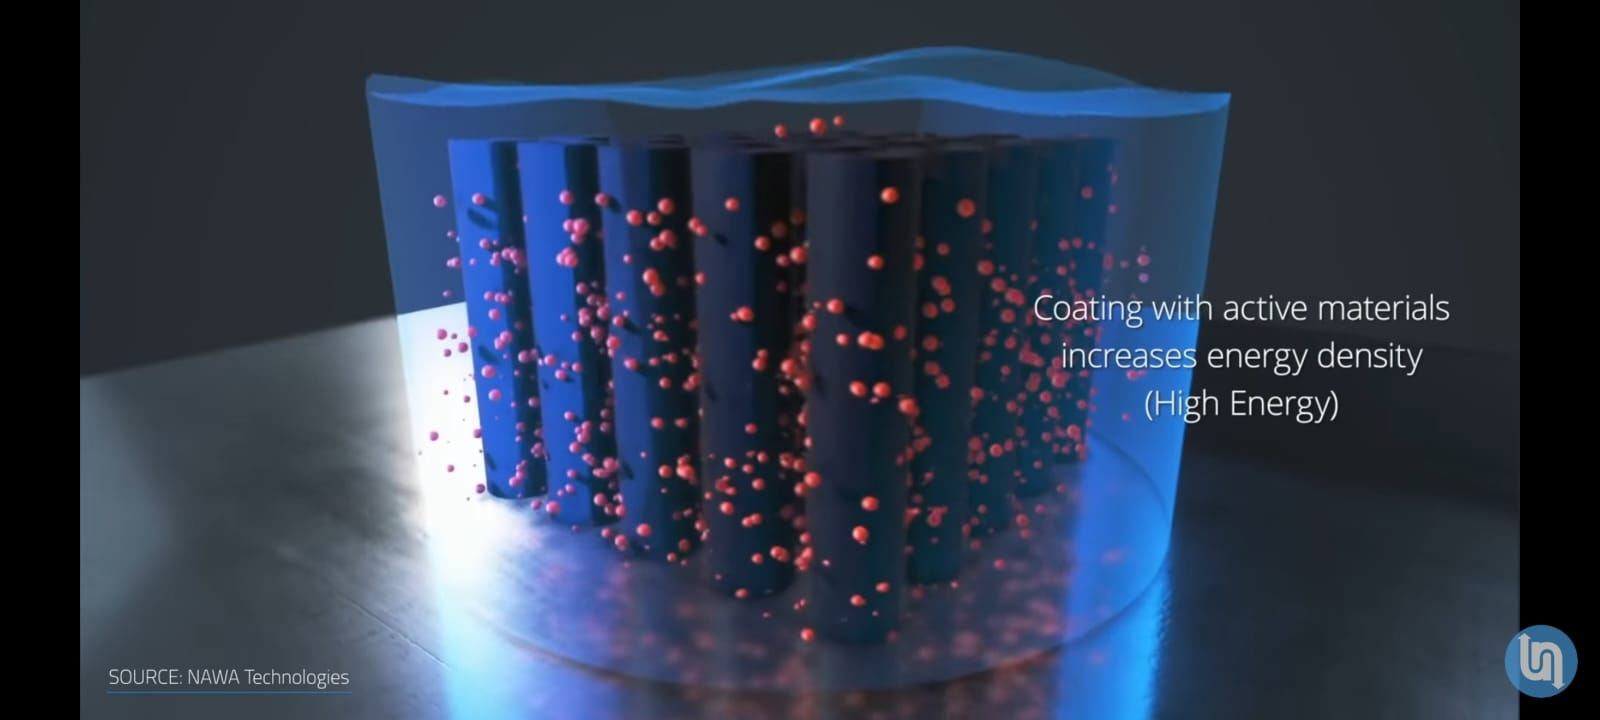 Coating with active materials
increases energy density
(High Energy)
SOURCE: NAWA Technologies